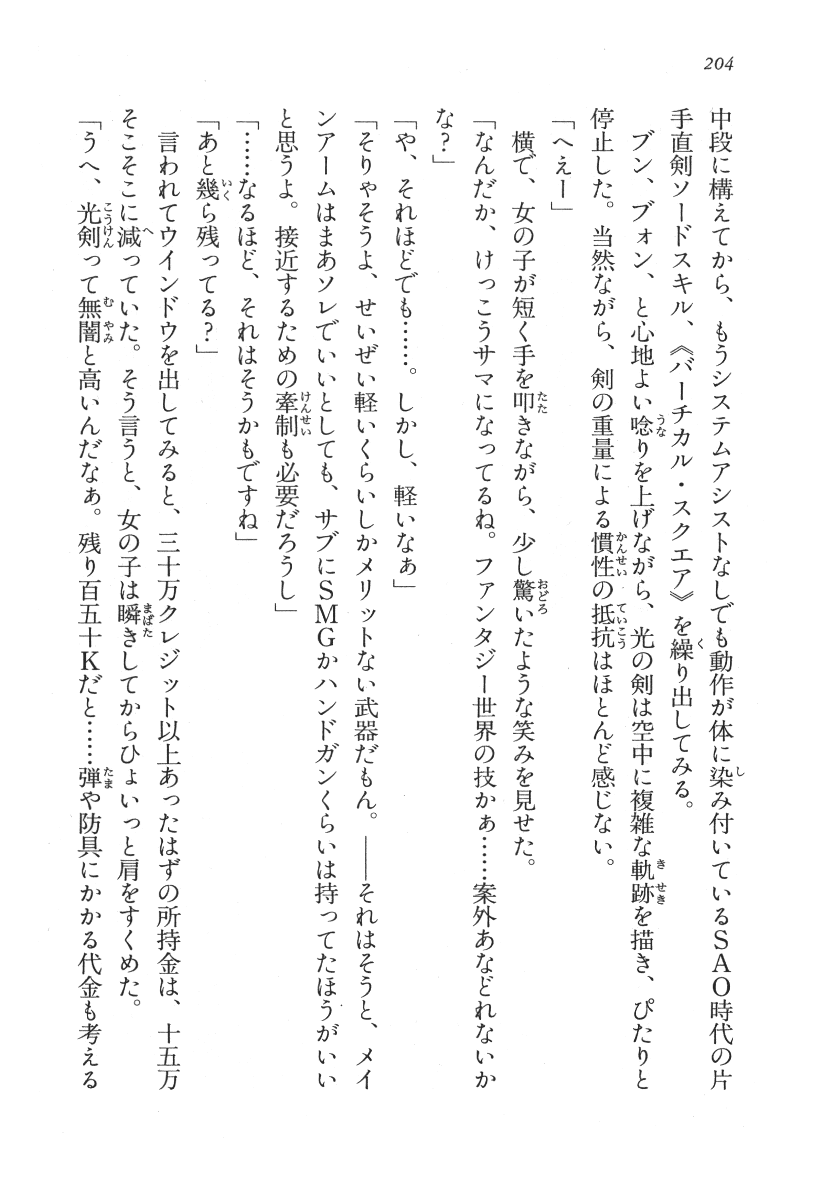 204
中段に構えてから、もうシステムアシストなしでも動作が体に染み付いているSAO時代の片
手直剣ソードスキル、《バーチカル・スクエア》を繰り出してみる。
　ブン、ブォン、と心地よい唸りを上げながら、光の剣は空中に複雑な軌跡を描き、ぴたりと
停止した。当然ながら、剣の重量による慣性の抵抗はほとんど感じない。
「へぇー」
　横で、女の子が短く手を叩きながら、少し驚いたような笑みを見せた。
「なんだか、けっこうサマになってるね。ファンタジー世界の技かぁ……案外あなどれないか
な？」
「や、それほどでも……。しかし、軽いなぁ」
「そりゃそうよ、せいぜい軽いくらいしかメリットない武器だもん。――それはそうと、メイ
ンアームはまあソレでいいとしても、サブにSMGかハンドガンくらいは持ってたほうがいい
と思うよ。接近するための牽制も必要だろうし」
「……なるほど、それはそうかもですね」
「あと幾ら残ってる？」
　言われてウインドウを出してみると、三十万クレジット以上あったはずの所持金は、十五万
そこそこに減っていた。そう言うと、女の子は瞬きしてからひょいっと肩をすくめた。
「うへ、光剣って無闇と高いんだなぁ。残り百五十Kだと……弾や防具にかかる代金も考える